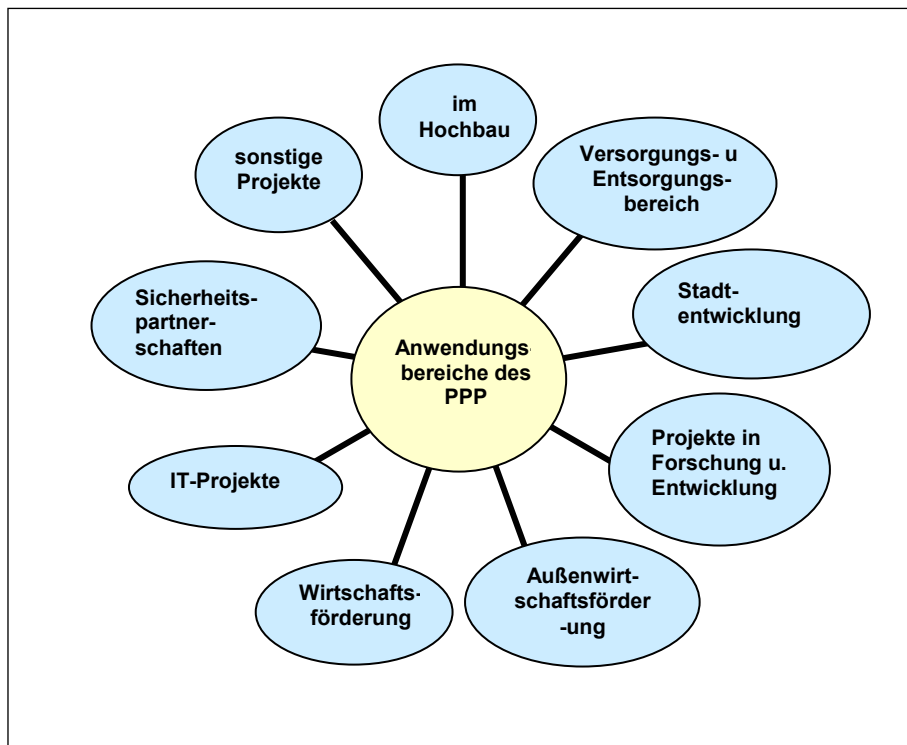 im
Hochbau
Versorgungs- u
Entsorgungs-
bereich
Stadt-
entwicklung
Projekte in
Forschung u.
Entwicklung
Außenwirt-
schaftsförder
-ung
Wirtschafts-
förderung
IT-Projekte
Sicherheits-
partner-
schaften
sonstige
Projekte
Anwendungs-
bereiche des
PPP